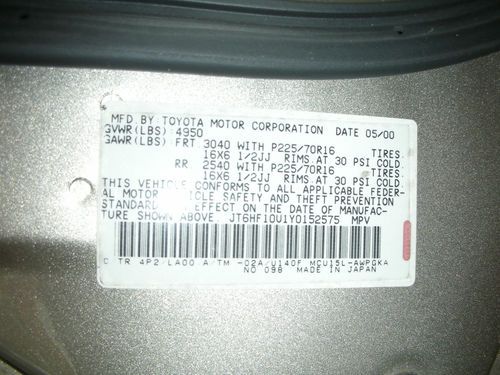 MFD. BY TOYOTA MOTOR CORPORATION DATE 05/00
GVWR(LBS) 4950
GAWR(LBS) FRT 3040 WITH P225/70R16 TIRES.
16X6 1/2JJ RIMS AT 30 PSI COLD.
RR 2540 WITH P225/70R16 TIRES.
16X6 1/2JJ RIMS AT 30 PSI COLD.
THIS VEHICLE CONFORMS TO ALL APPLICABLE FEDER-
AL MOTOR SAFETY AND THEFT PREVENTION
STANDARD EFFECT ON THE DATE OF MANUFAC-
TURE SHOWN ABOVE. JT6HF10U1Y0152575 MPV
C TR 4P2/LA00 A/TM -02A/U140F MCU15L-AWPGKA
NO 098 MADE IN JAPAN